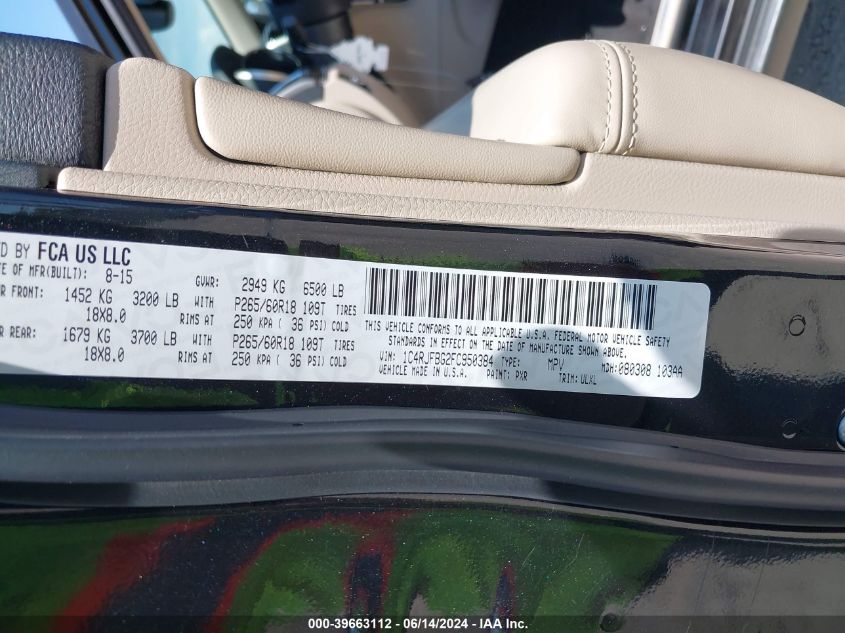 D BY FCA US LLC
E OF MFR(BUILT): 8-15 GVWR: 2949 KG 6500 LB
R FRONT: 1452 KG 3200 LB WITH P265/60R18 109T TIRES
18X8.0 RIMS AT 250 KPA ( 36 PSI) COLD
R REAR: 1679 KG 3700 LB WITH P265/60R18 109T TIRES
18X8.0 RIMS AT 250 KPA ( 36 PSI) COLD
THIS VEHICLE CONFORMS TO ALL APPLICABLE U.S.A. FEDERAL MOTOR VEHICLE SAFETY
STANDARDS IN EFFECT ON THE DATE OF MANUFACTURE SHOWN ABOVE.
VIN: 1C4RJFBG2FC950384 TYPE: MPV MDH:080308 103AA
VEHICLE MADE IN U.S.A. PAINT: PXR TRIM: ULXL
000-39663112 - 06/14/2024 - IAA Inc.